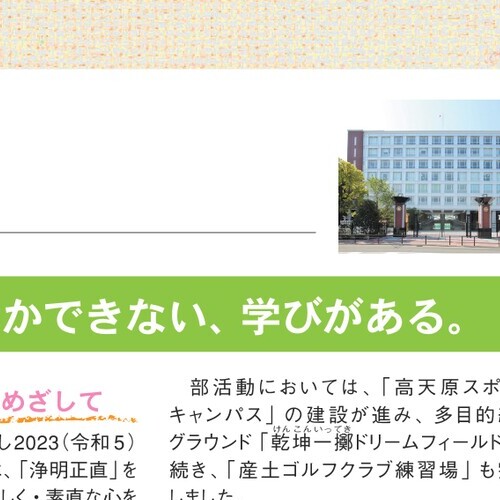 かできない、学びがある。
めざして
し2023（令和5）
、「浄明正直」を
しく・素直な心を
部活動においては、「高天原スポ
キャンパス」の建設が進み、多目的
けんこんいってき
グラウンド「乾坤一擲ドリームフィールド
続き、「産土ゴルフクラブ練習場」も
しました。